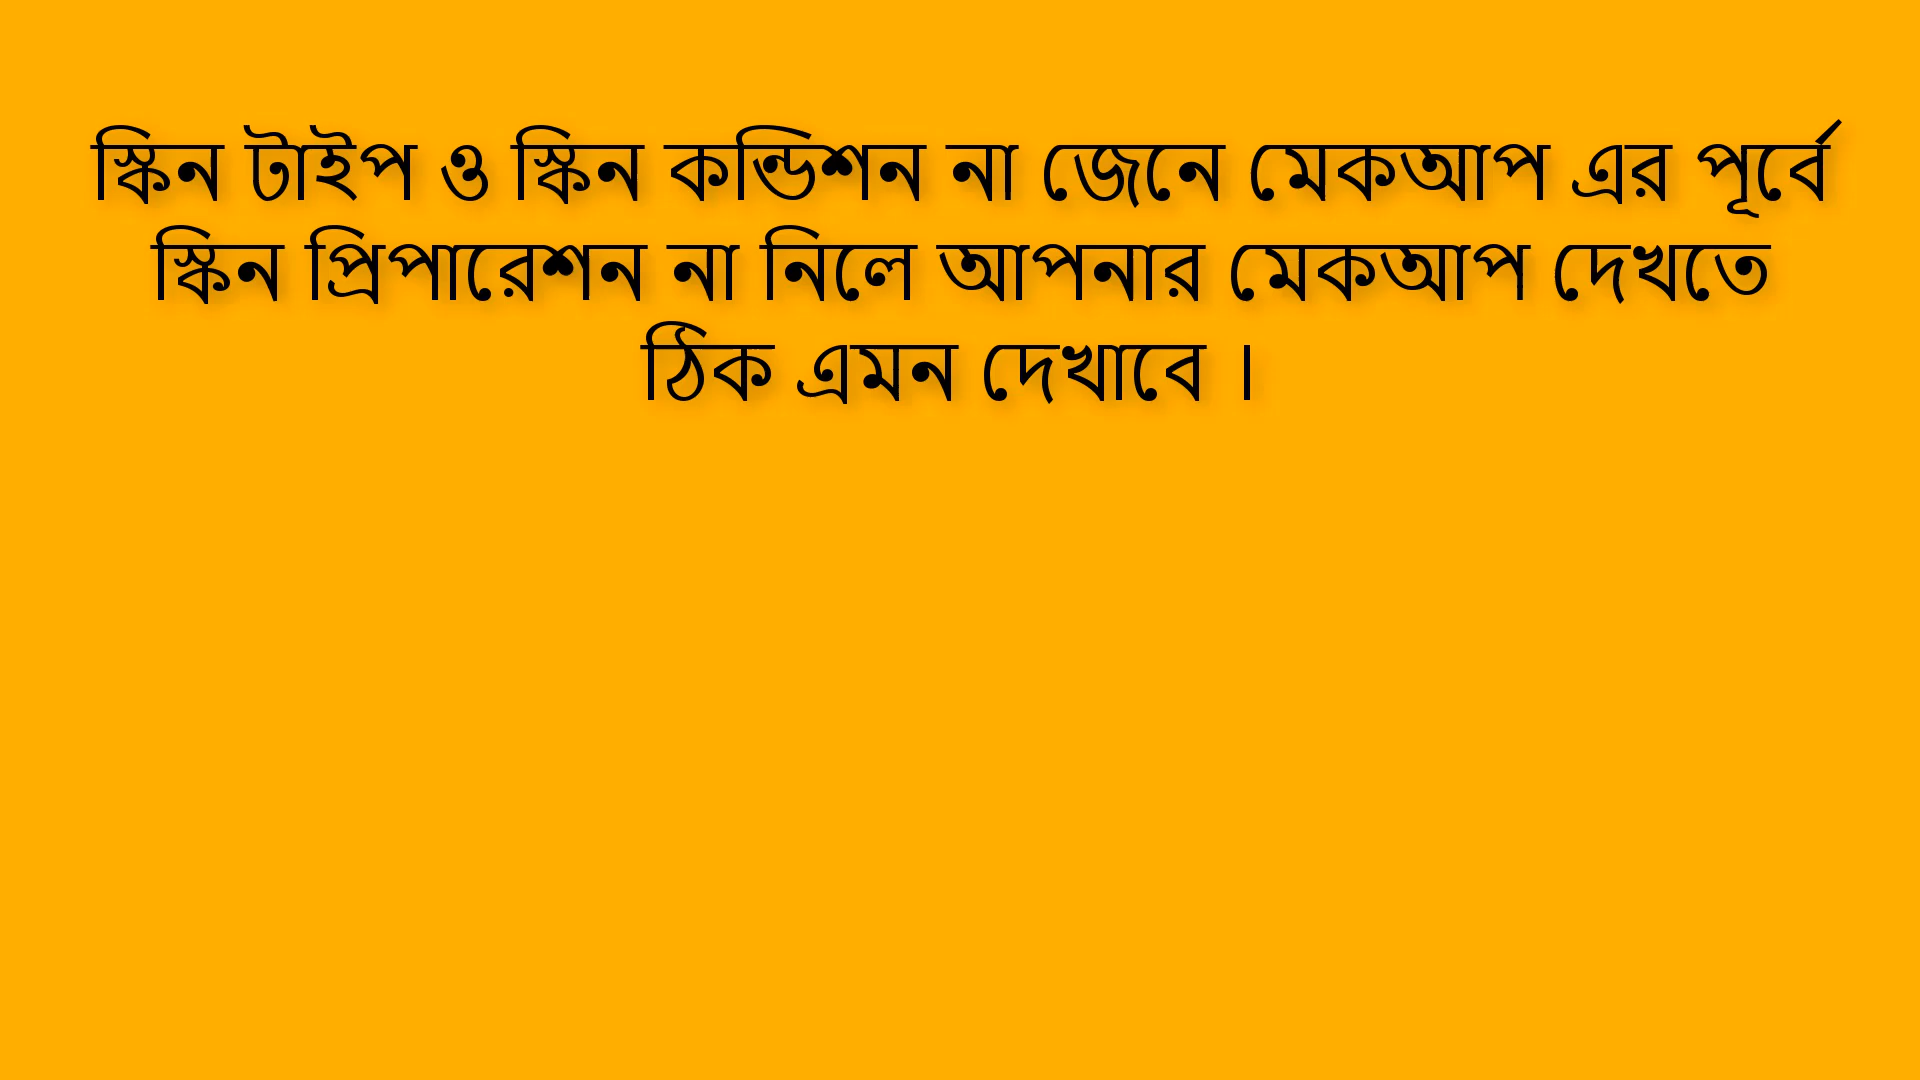 স্কিন টাইপ ও স্কিন কন্ডিশন না জেনে মেকআপ এর পূর্বে
স্কিন প্রিপারেশন না নিলে আপনার মেকআপ দেখতে
ঠিক এমন দেখাবে ।